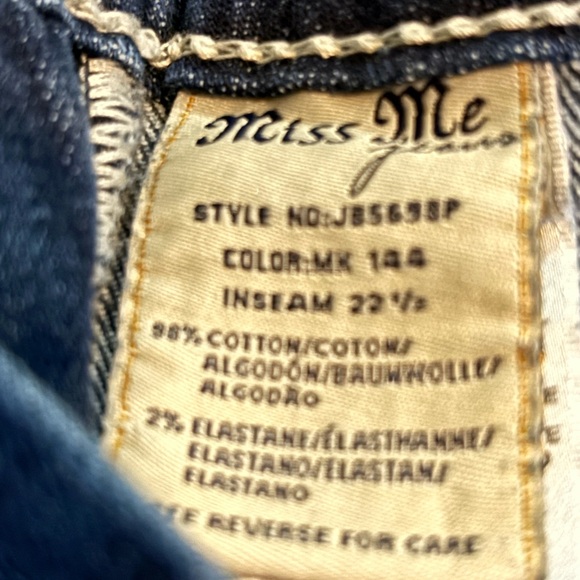 Miss Me
Jeans
STYLE NO:JB5698P
COLOR:MK 144
INSEAM 22 1/2
98% COTTON/COTON/
ALGODÓN/BAUMWOLLE/
ALGODÃO
2% ELASTANE/ÉLASTHANNE/
ELASTANO/ELASTAN/
ELASTANO
REVERSE FOR CARE